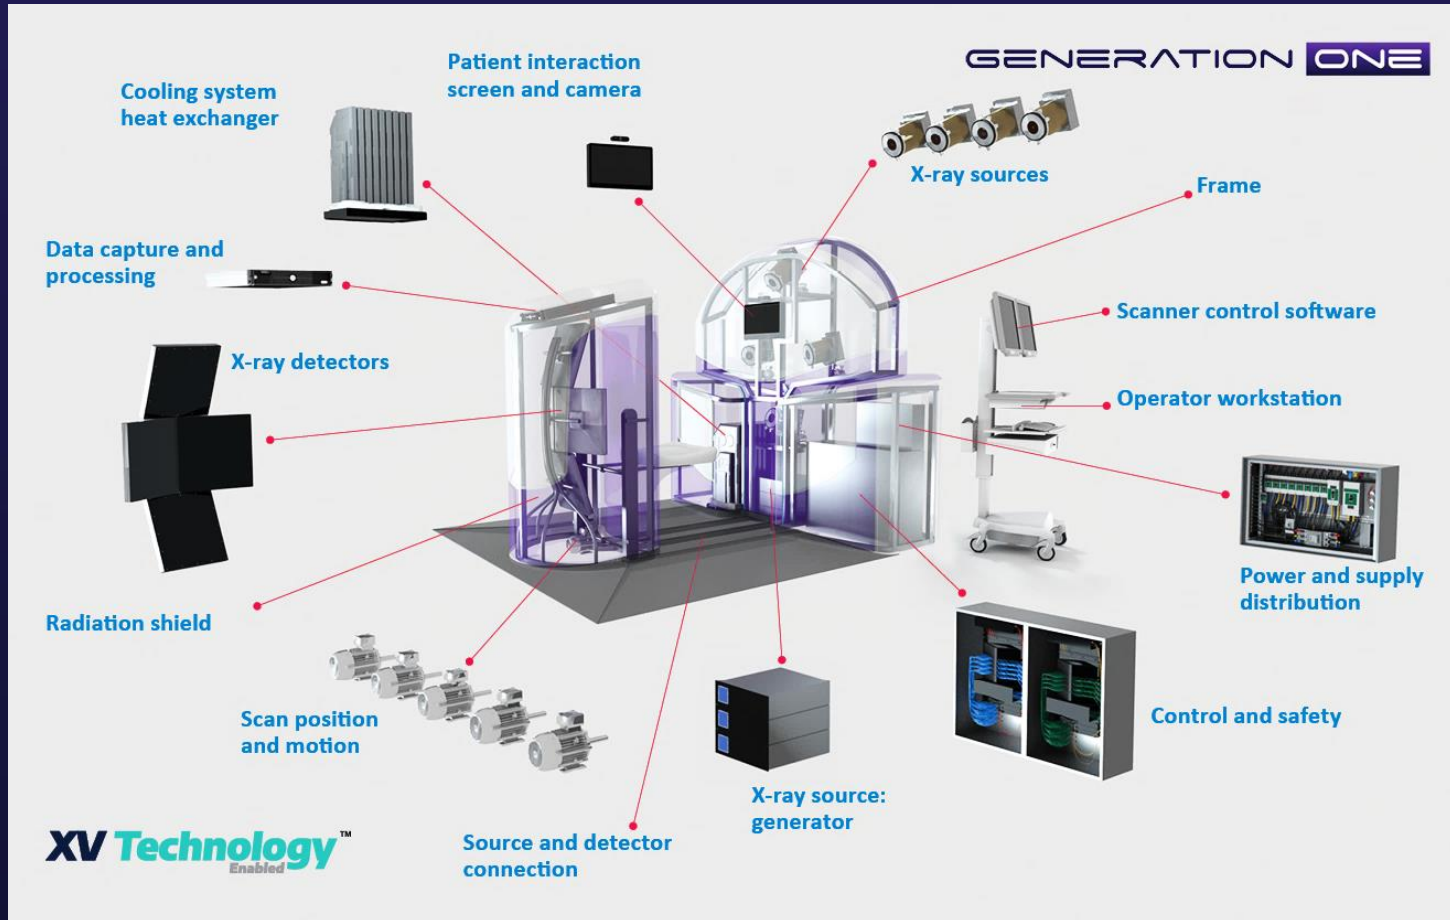 GENERATION ONE
Patient interaction
screen and camera
Cooling system
heat exchanger
X-ray sources
Frame
Data capture and
processing
Scanner control software
X-ray detectors
Operator workstation
Power and supply
distribution
Radiation shield
Scan position
and motion
Control and safety
X-ray source:
generator
Source and detector
connection
XV Technology™
Enabled